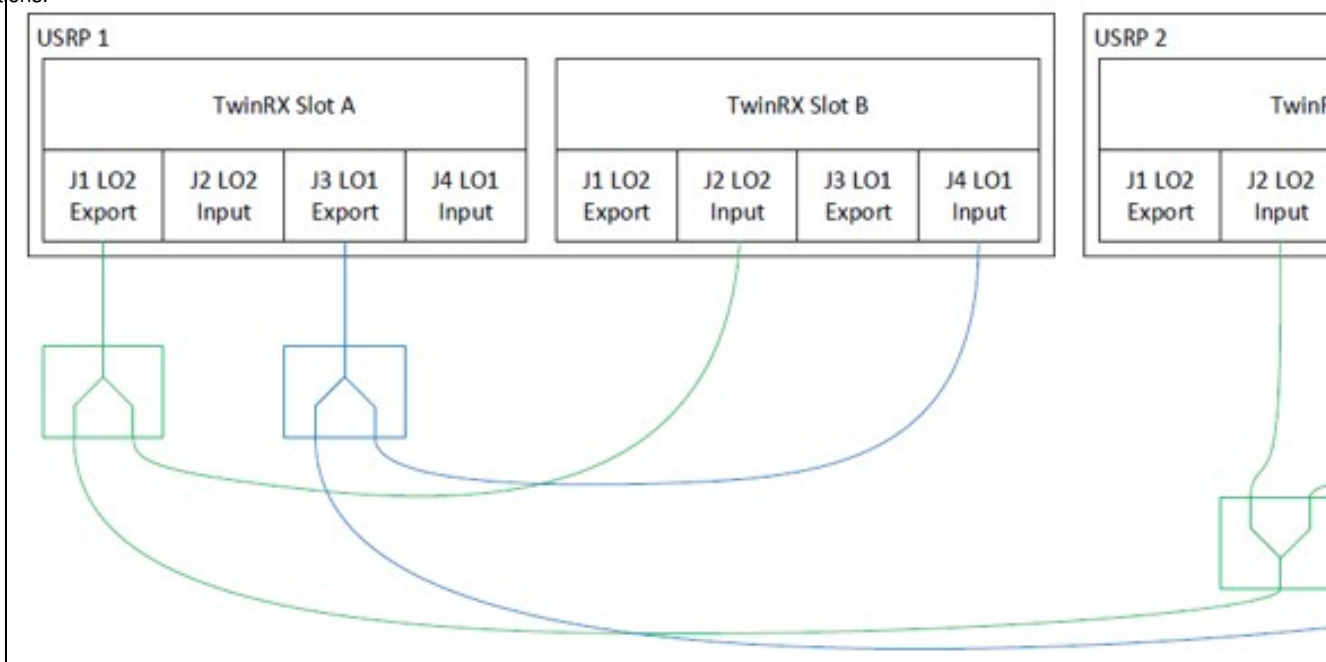 USRP 1
TwinRX Slot A
J1 LO2
Export
J2 LO2
Input
J3 LO1
Export
J4 LO1
Input
TwinRX Slot B
J1 LO2
Export
J2 LO2
Input
J3 LO1
Export
J4 LO1
Input
USRP 2
J1 LO2
Export
J2 LO2
Input